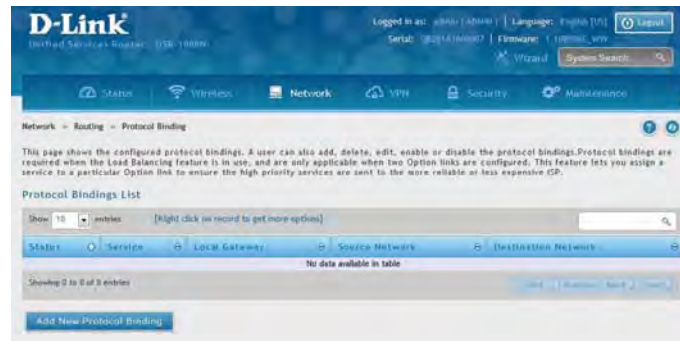 D-Link
Logged in as: admin ( ADMIN ) | Language: English [US] Logout
Unified Services Router DSR-1000N Serial: | Firmware:
Wizard System Search
Status Wireless Network VPN Security Maintenance
Network » Routing » Protocol Binding
This page shows the configured protocol bindings. A user can also add, delete, edit, enable or disable the protocol bindings.Protocol bindings are
required when the Load Balancing feature is in use, and are only applicable when two Option links are configured. This feature lets you assign a
service to a particular Option link to ensure the high priority services are sent to the more reliable or less expensive ISP.
Protocol Bindings List
Show 10 entries [Right click on record to get more options]
Status Service Local Gateway Source Network Destination Network
No data available in table
Showing 0 to 0 of 0 entries
Add New Protocol Binding